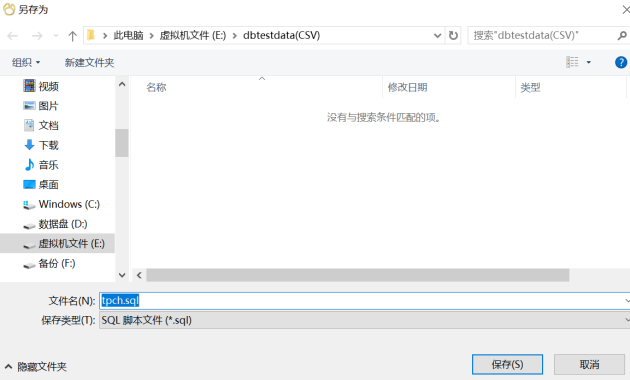 另存为
此电脑 > 虚拟机文件 (E:) > dbtestdata(CSV)
搜索"dbtestdata(CSV)"
组织
新建文件夹
名称
修改日期
类型
没有与搜索条件匹配的项。
视频
图片
文档
下载
音乐
桌面
Windows (C:)
数据盘 (D:)
虚拟机文件 (E:)
备份 (F:)
文件名(N): tpch.sql
保存类型(T): SQL 脚本文件 (*.sql)
隐藏文件夹
保存(S)
取消